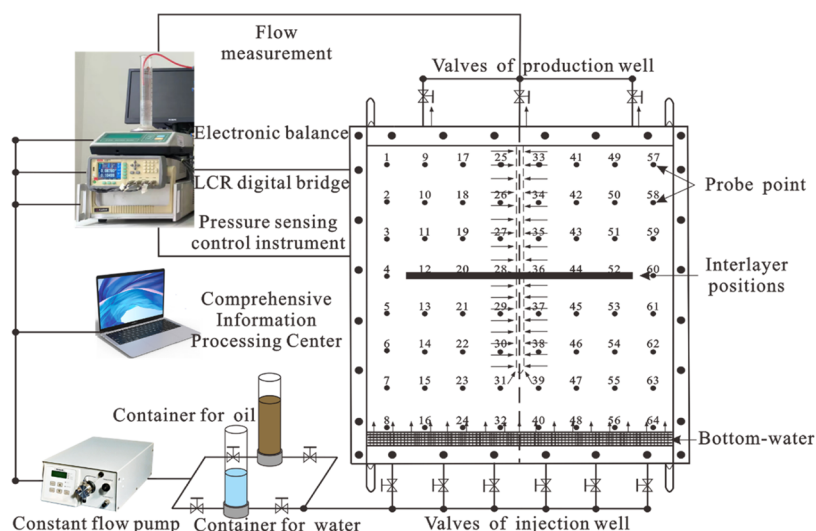 Flow
measurement
Valves of production well
Electronic balance
LCR digital bridge
Pressure sensing
control instrument
1 9 17 25 33 41 49 57
2 10 18 26 34 42 50 58
Probe point
3 11 19 27 35 43 51 59
4 12 20 28 36 44 52 60
Interlayer
positions
5 13 21 29 37 45 53 61
6 14 22 30 38 46 54 62
7 15 23 31 39 47 55 63
8 16 24 32 40 48 56 64
Bottom-water
Comprehensive
Information
Processing Center
Container for oil
Constant flow pump
Container for water
Valves of injection well